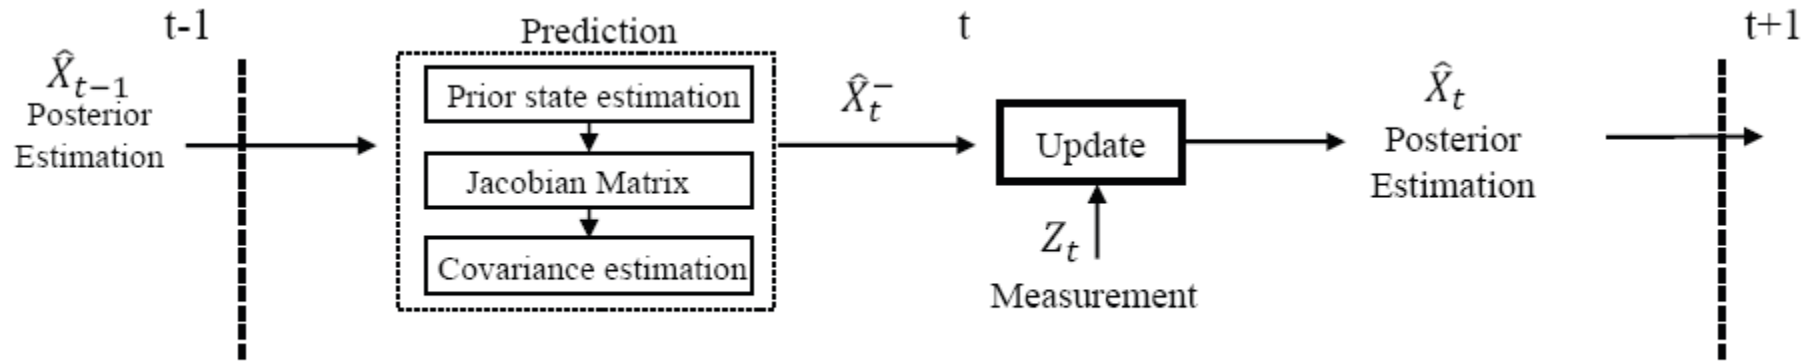 t-1
X̂ₜ₋₁
Posterior
Estimation
Prediction
Prior state estimation
Jacobian Matrix
Covariance estimation
X̂ₜ⁻
t
Update
Zₜ
Measurement
X̂ₜ
Posterior
Estimation
t+1